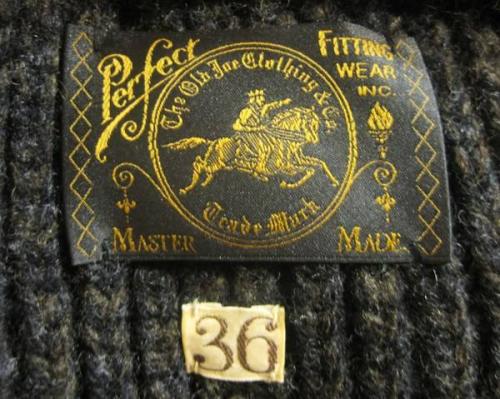 Perfect
FITTING
WEAR
INC.
The Old Joe Clothing & Co.
Trade Mark
MASTER MADE
36